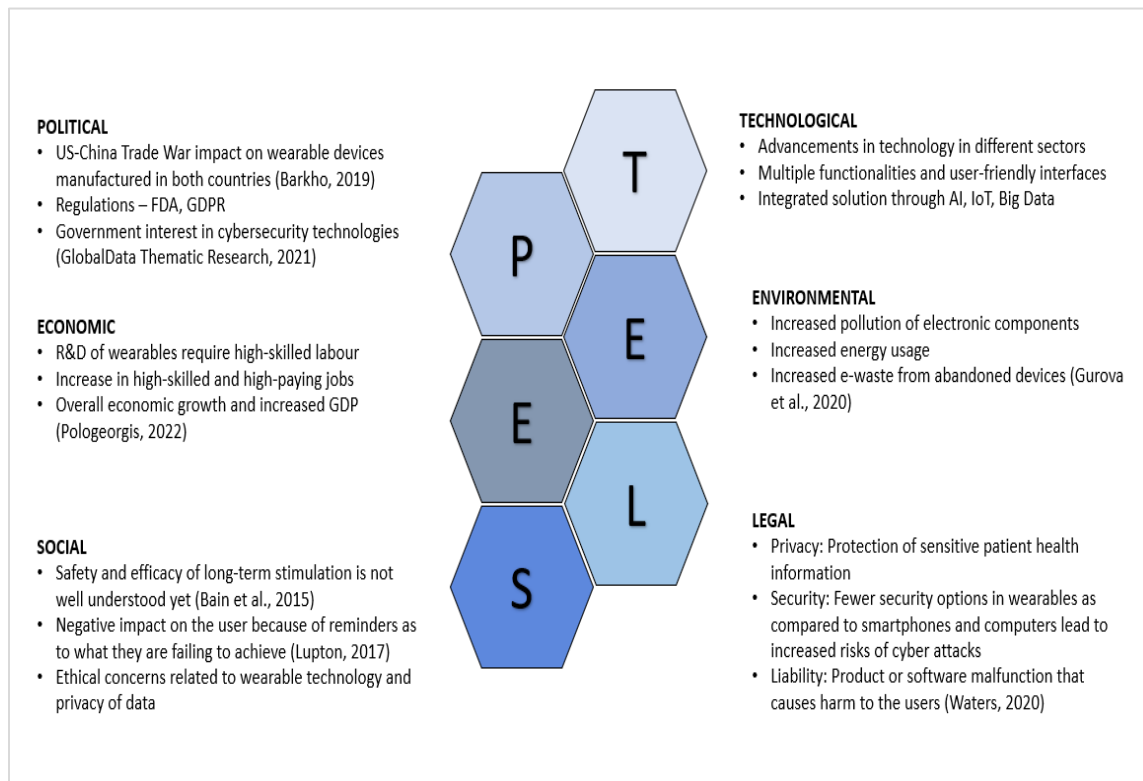 POLITICAL
• US-China Trade War impact on wearable devices
manufactured in both countries (Barkho, 2019)
• Regulations – FDA, GDPR
• Government interest in cybersecurity technologies
(GlobalData Thematic Research, 2021)
ECONOMIC
• R&D of wearables require high-skilled labour
• Increase in high-skilled and high-paying jobs
• Overall economic growth and increased GDP
(Pologeorgis, 2022)
SOCIAL
• Safety and efficacy of long-term stimulation is not
well understood yet (Bain et al., 2015)
• Negative impact on the user because of reminders as
to what they are failing to achieve (Lupton, 2017)
• Ethical concerns related to wearable technology and
privacy of data
P
E
S
T
E
L
TECHNOLOGICAL
• Advancements in technology in different sectors
• Multiple functionalities and user-friendly interfaces
• Integrated solution through AI, IoT, Big Data
ENVIRONMENTAL
• Increased pollution of electronic components
• Increased energy usage
• Increased e-waste from abandoned devices (Gurova
et al., 2020)
LEGAL
• Privacy: Protection of sensitive patient health
information
• Security: Fewer security options in wearables as
compared to smartphones and computers lead to
increased risks of cyber attacks
• Liability: Product or software malfunction that
causes harm to the users (Waters, 2020)